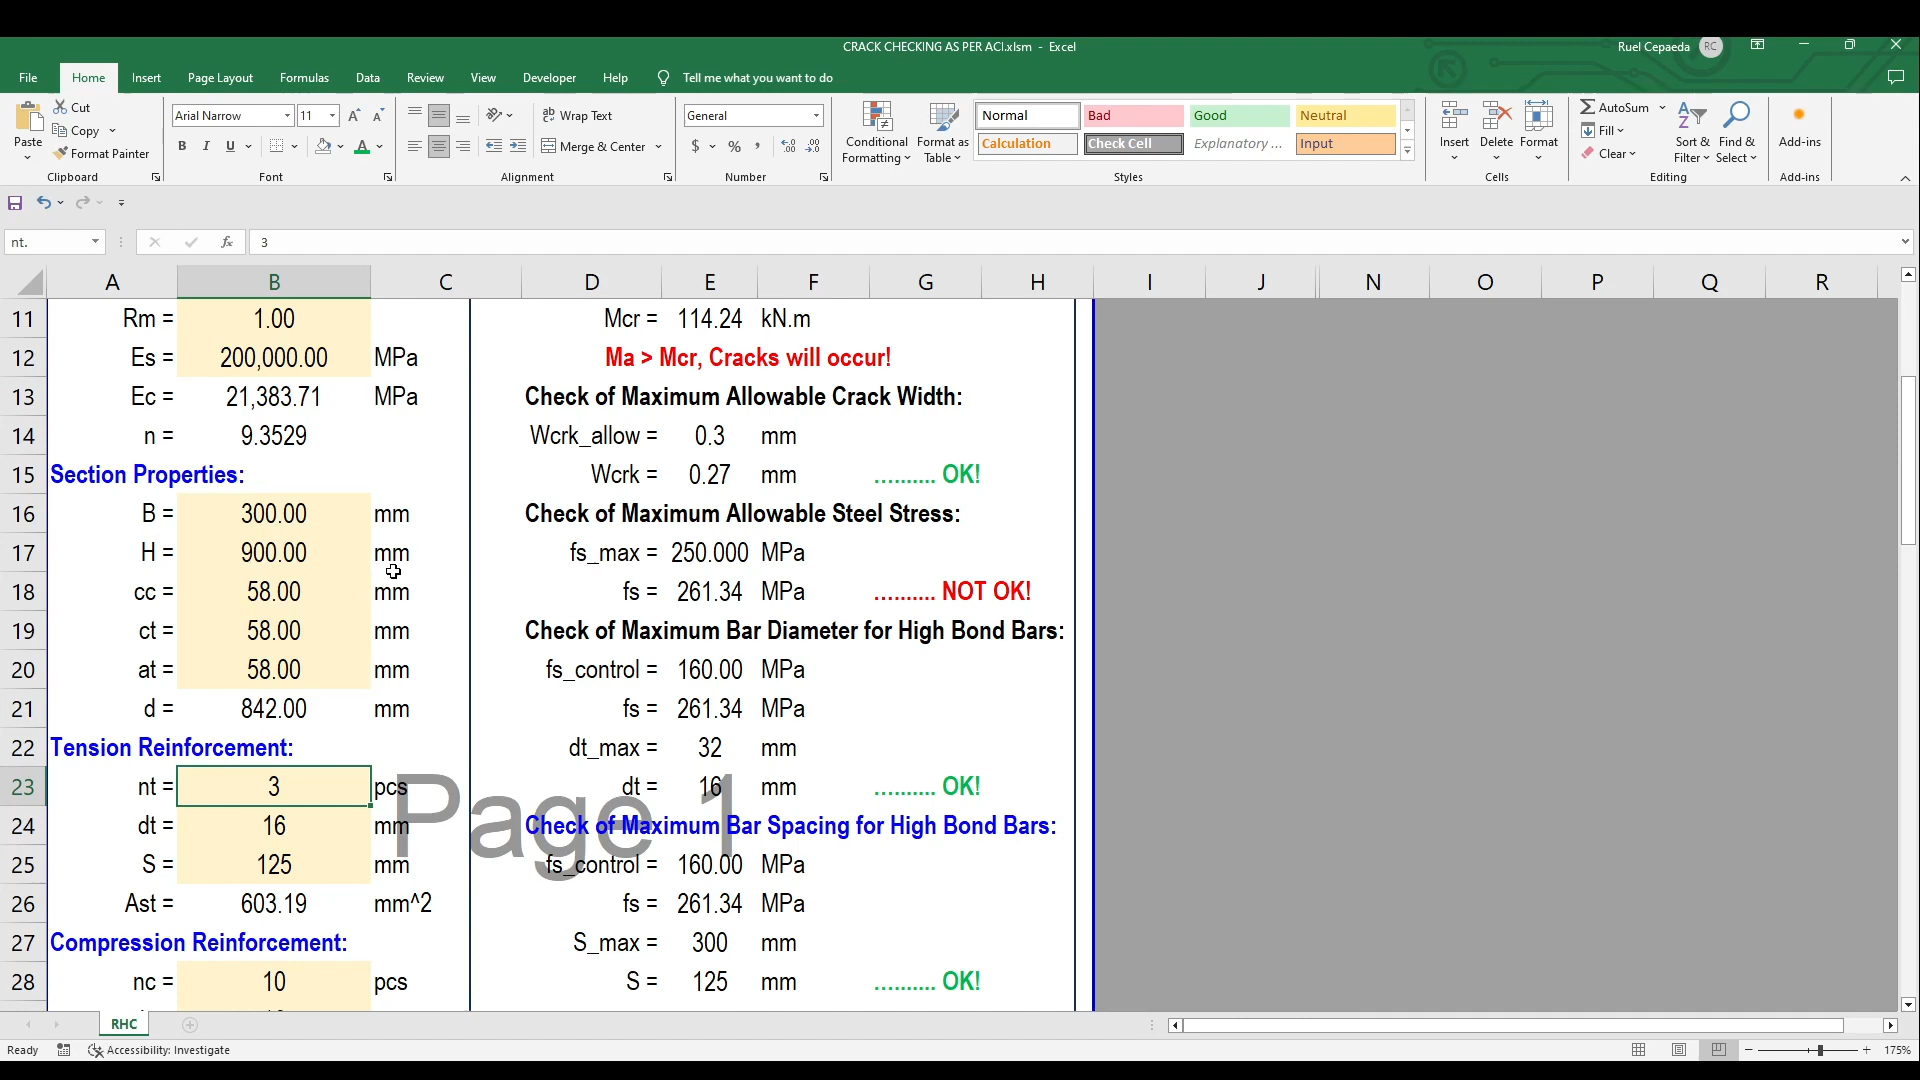 CRACK CHECKING AS PER ACI.xlsm - Excel
Ruel Cepaeda RC
File Home Insert Page Layout Formulas Data Review View Developer Help Tell me what you want to do
Paste Cut Copy Format Painter
Clipboard
Arial Narrow 11
B I U
Font
Wrap Text
Merge & Center
Alignment
General
$ % ,
Number
Conditional Formatting
Format as Table
Normal Bad Good Neutral
Calculation Check Cell Explanatory ... Input
Styles
Insert Delete Format
Cells
AutoSum
Fill
Clear
Sort & Filter
Find & Select
Editing
Add-ins
Add-ins
nt. fx 3
A B C D E F G H I J N O P Q R
11 Rm = 1.00 Mcr = 114.24 kN.m
12 Es = 200,000.00 MPa Ma > Mcr, Cracks will occur!
13 Ec = 21,383.71 MPa Check of Maximum Allowable Crack Width:
14 n = 9.3529 Wcrk_allow = 0.3 mm
15 Section Properties: Wcrk = 0.27 mm .......... OK!
16 B = 300.00 mm Check of Maximum Allowable Steel Stress:
17 H = 900.00 mm fs_max = 250.000 MPa
18 cc = 58.00 mm fs = 261.34 MPa .......... NOT OK!
19 ct = 58.00 mm Check of Maximum Bar Diameter for High Bond Bars:
20 at = 58.00 mm fs_control = 160.00 MPa
21 d = 842.00 mm fs = 261.34 MPa
22 Tension Reinforcement: dt_max = 32 mm
23 nt = 3 pcs dt = 16 mm .......... OK!
Page 1
24 dt = 16 mm Check of Maximum Bar Spacing for High Bond Bars:
25 S = 125 mm fs_control = 160.00 MPa
26 Ast = 603.19 mm^2 fs = 261.34 MPa
27 Compression Reinforcement: S_max = 300 mm
28 nc = 10 pcs S = 125 mm .......... OK!
RHC
Ready Accessibility: Investigate 175%